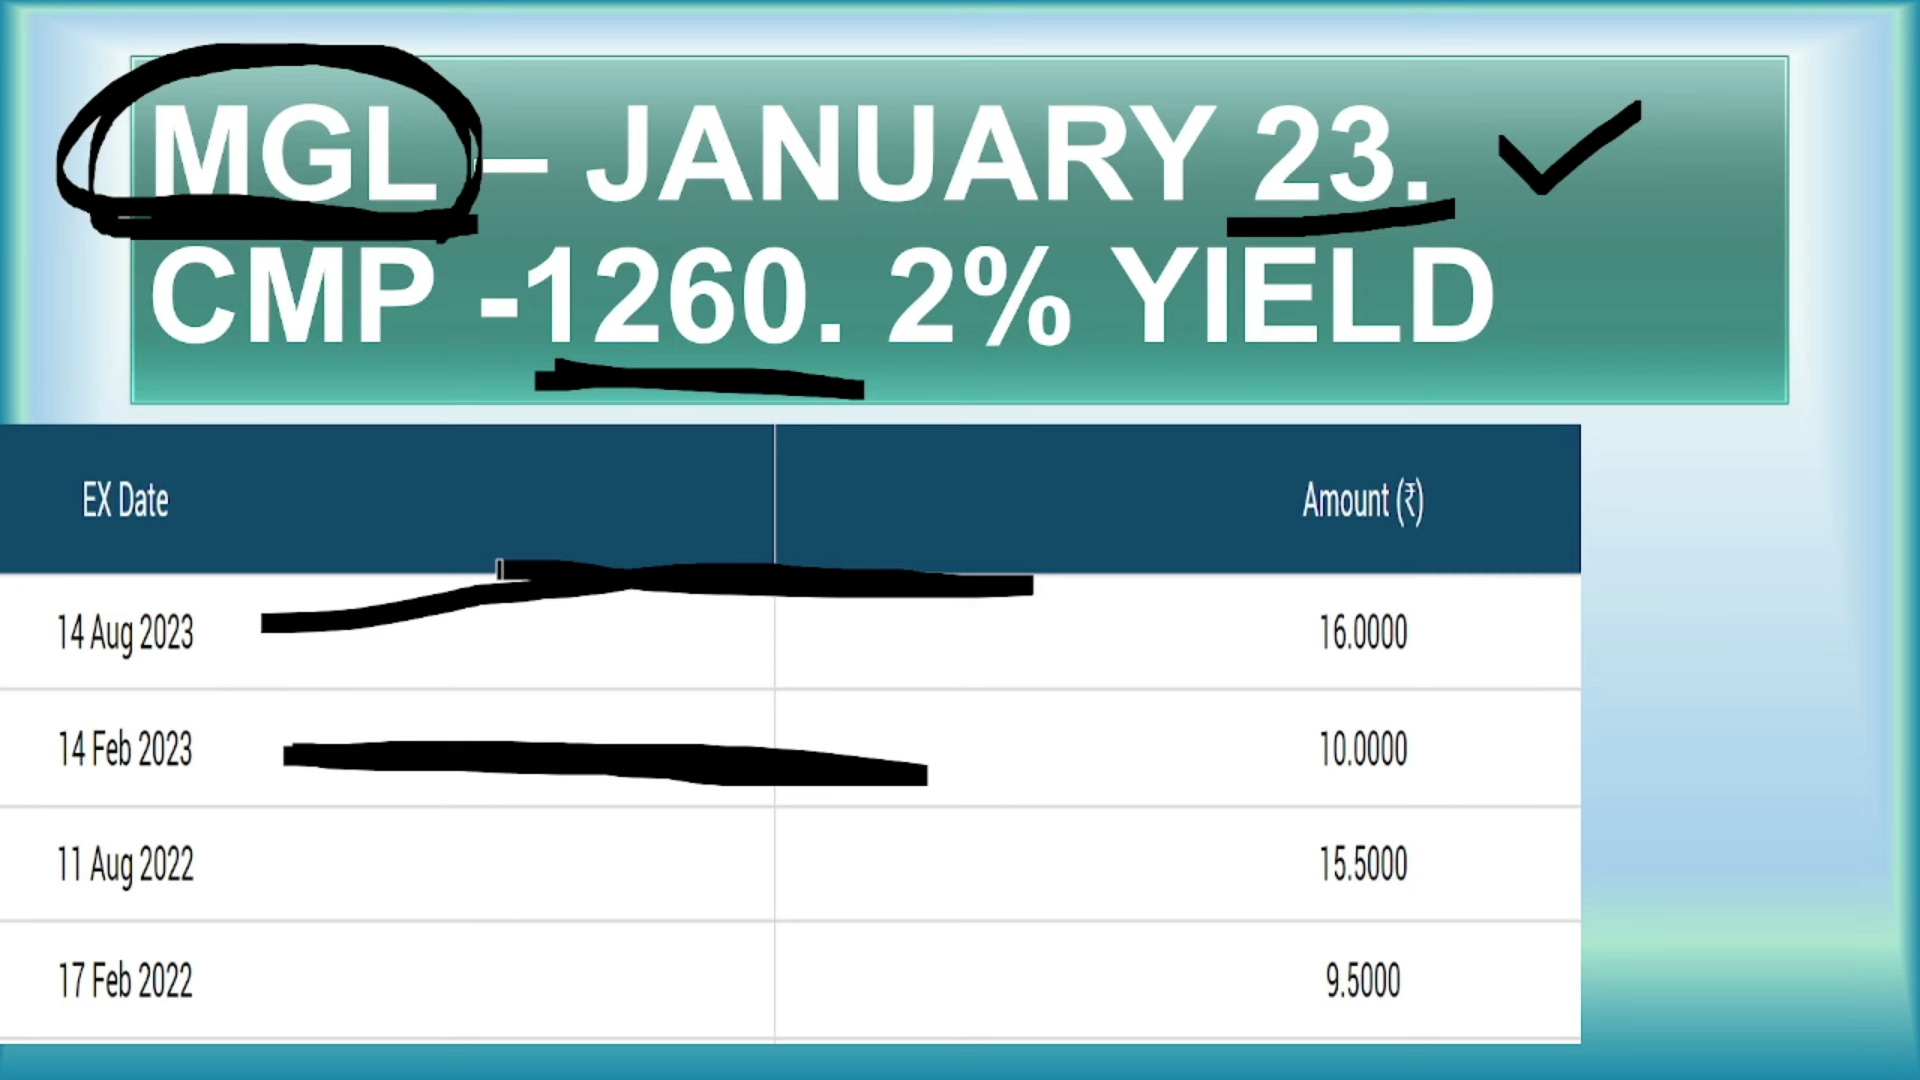 MGL – JANUARY 23.
CMP -1260. 2% YIELD
EX Date Amount (₹)
14 Aug 2023 16.0000
14 Feb 2023 10.0000
11 Aug 2022 15.5000
17 Feb 2022 9.5000